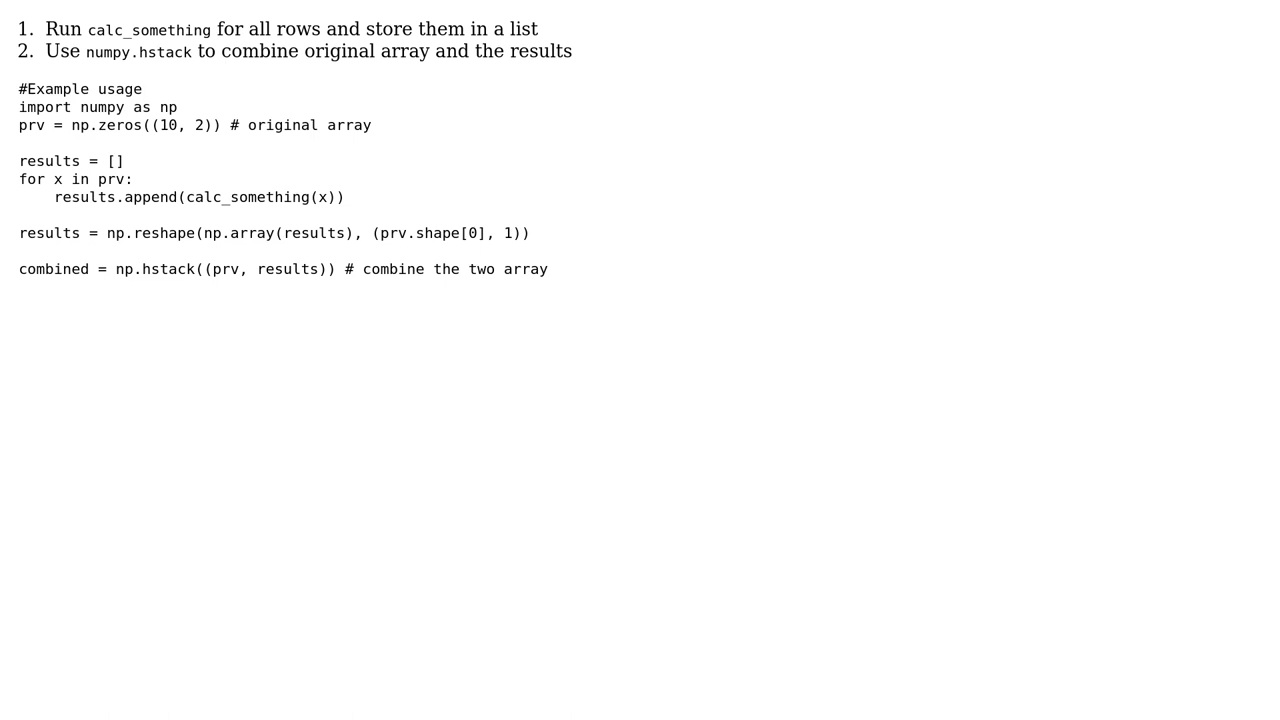 1. Run calc_something for all rows and store them in a list
2. Use numpy.hstack to combine original array and the results
#Example usage
import numpy as np
prv = np.zeros((10, 2)) # original array
results = []
for x in prv:
    results.append(calc_something(x))
results = np.reshape(np.array(results), (prv.shape[0], 1))
combined = np.hstack((prv, results)) # combine the two array